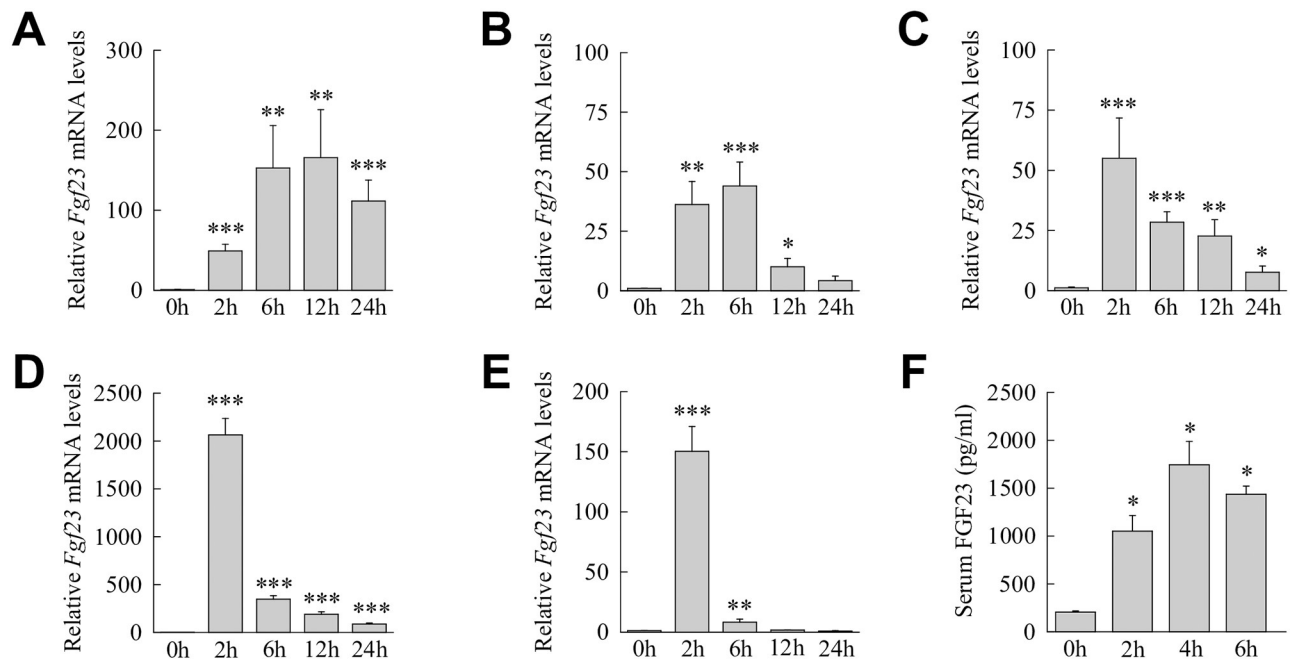 A
Relative Fgf23 mRNA levels
300
200
100
0
***
**
**
***
0h 2h 6h 12h 24h
B
Relative Fgf23 mRNA levels
100
75
50
25
0
**
***
*
0h 2h 6h 12h 24h
C
Relative Fgf23 mRNA levels
100
75
50
25
0
***
***
**
*
0h 2h 6h 12h 24h
D
Relative Fgf23 mRNA levels
2500
2000
2500
1000
500
0
***
***
***
***
0h 2h 6h 12h 24h
E
Relative Fgf23 mRNA levels
200
150
100
50
0
***
**
0h 2h 6h 12h 24h
F
Serum FGF23 (pg/ml)
2500
2000
1500
1000
500
0
*
*
*
0h 2h 4h 6h